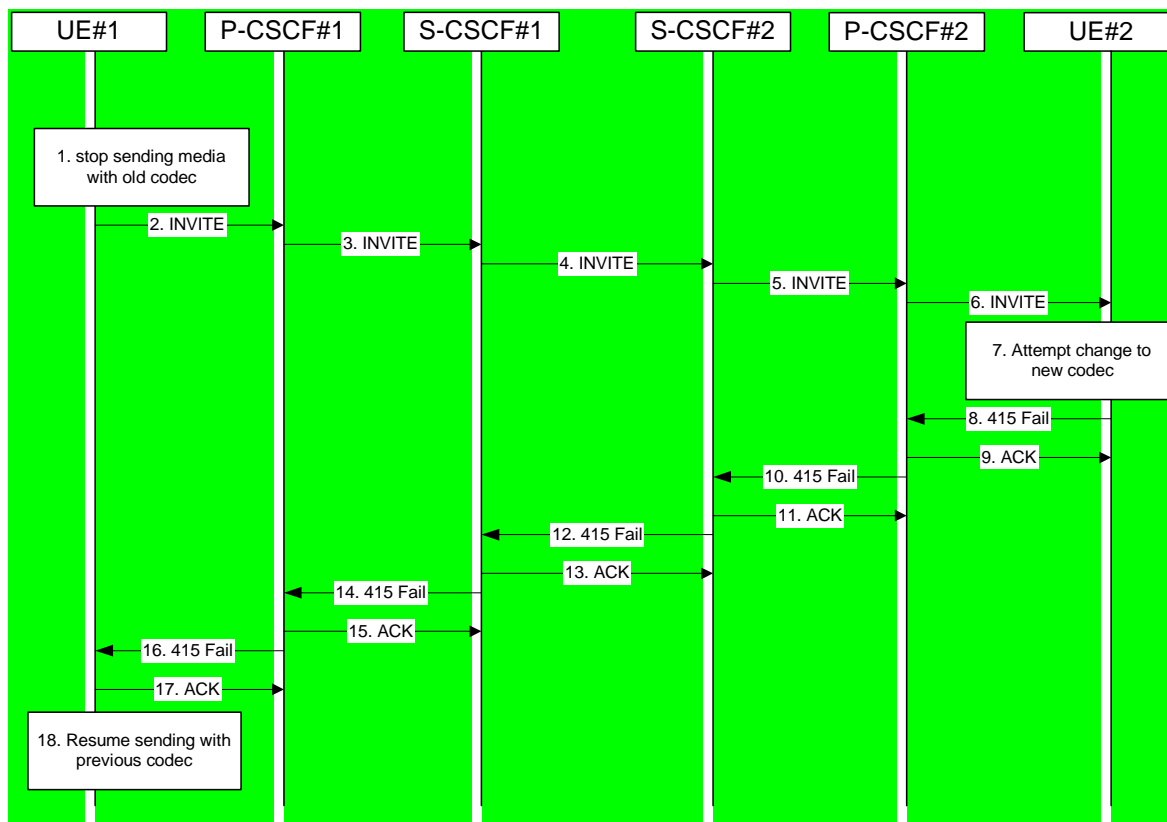 UE#1
P-CSCF#1
S-CSCF#1
S-CSCF#2
P-CSCF#2
UE#2
1. stop sending media
with old codec
2. INVITE
3. INVITE
4. INVITE
5. INVITE
6. INVITE
7. Attempt change to
new codec
8. 415 Fail
9. ACK
10. 415 Fail
11. ACK
12. 415 Fail
13. ACK
14. 415 Fail
15. ACK
16. 415 Fail
17. ACK
18. Resume sending with
previous codec